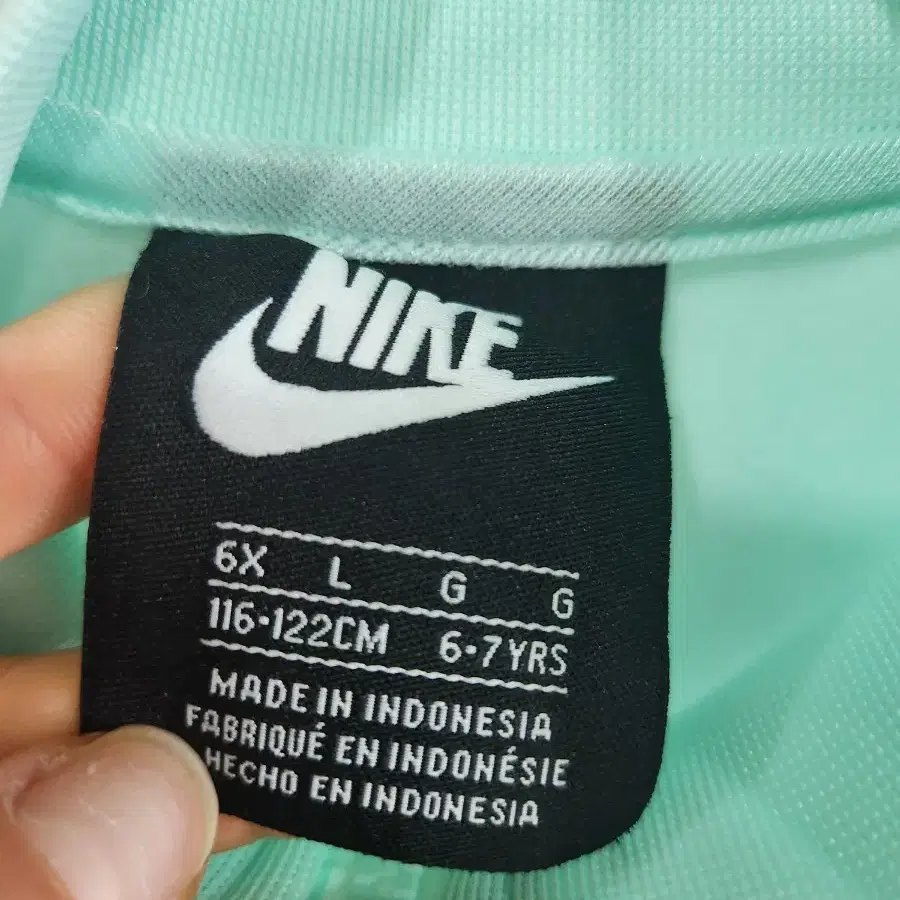 NIKE
6X L G G
116•122CM 6•7YRS
MADE IN INDONESIA
FABRIQUÉ EN INDONÉSIE
HECHO EN INDONESIA